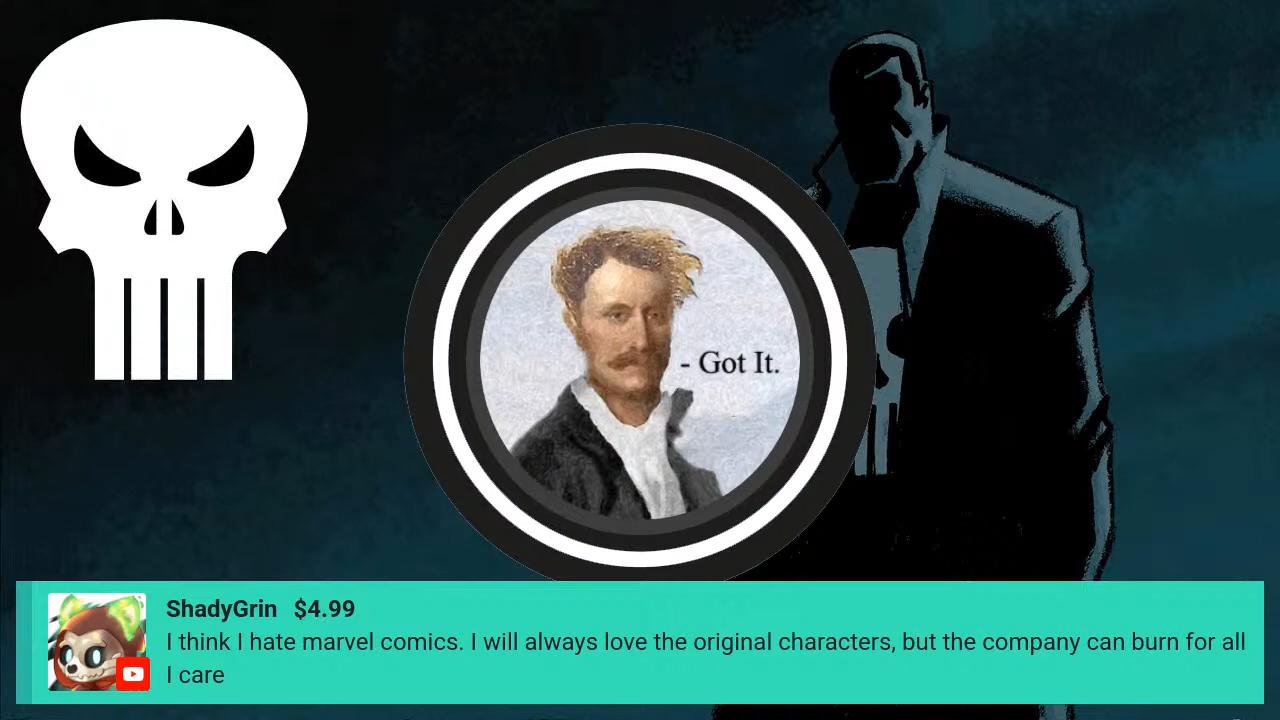 - Got It.
ShadyGrin $4.99
I think I hate marvel comics. I will always love the original characters, but the company can burn for all
I care